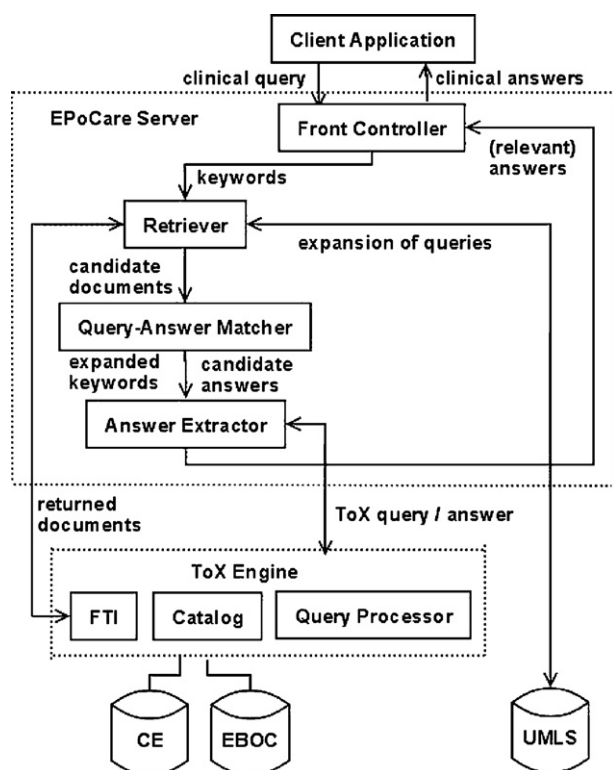 Client Application
clinical query
clinical answers
EPoCare Server
Front Controller
(relevant)
answers
keywords
Retriever
expansion of queries
candidate
documents
Query-Answer Matcher
expanded
keywords
candidate
answers
Answer Extractor
returned
documents
ToX query / answer
ToX Engine
FTI
Catalog
Query Processor
CE
EBOC
UMLS